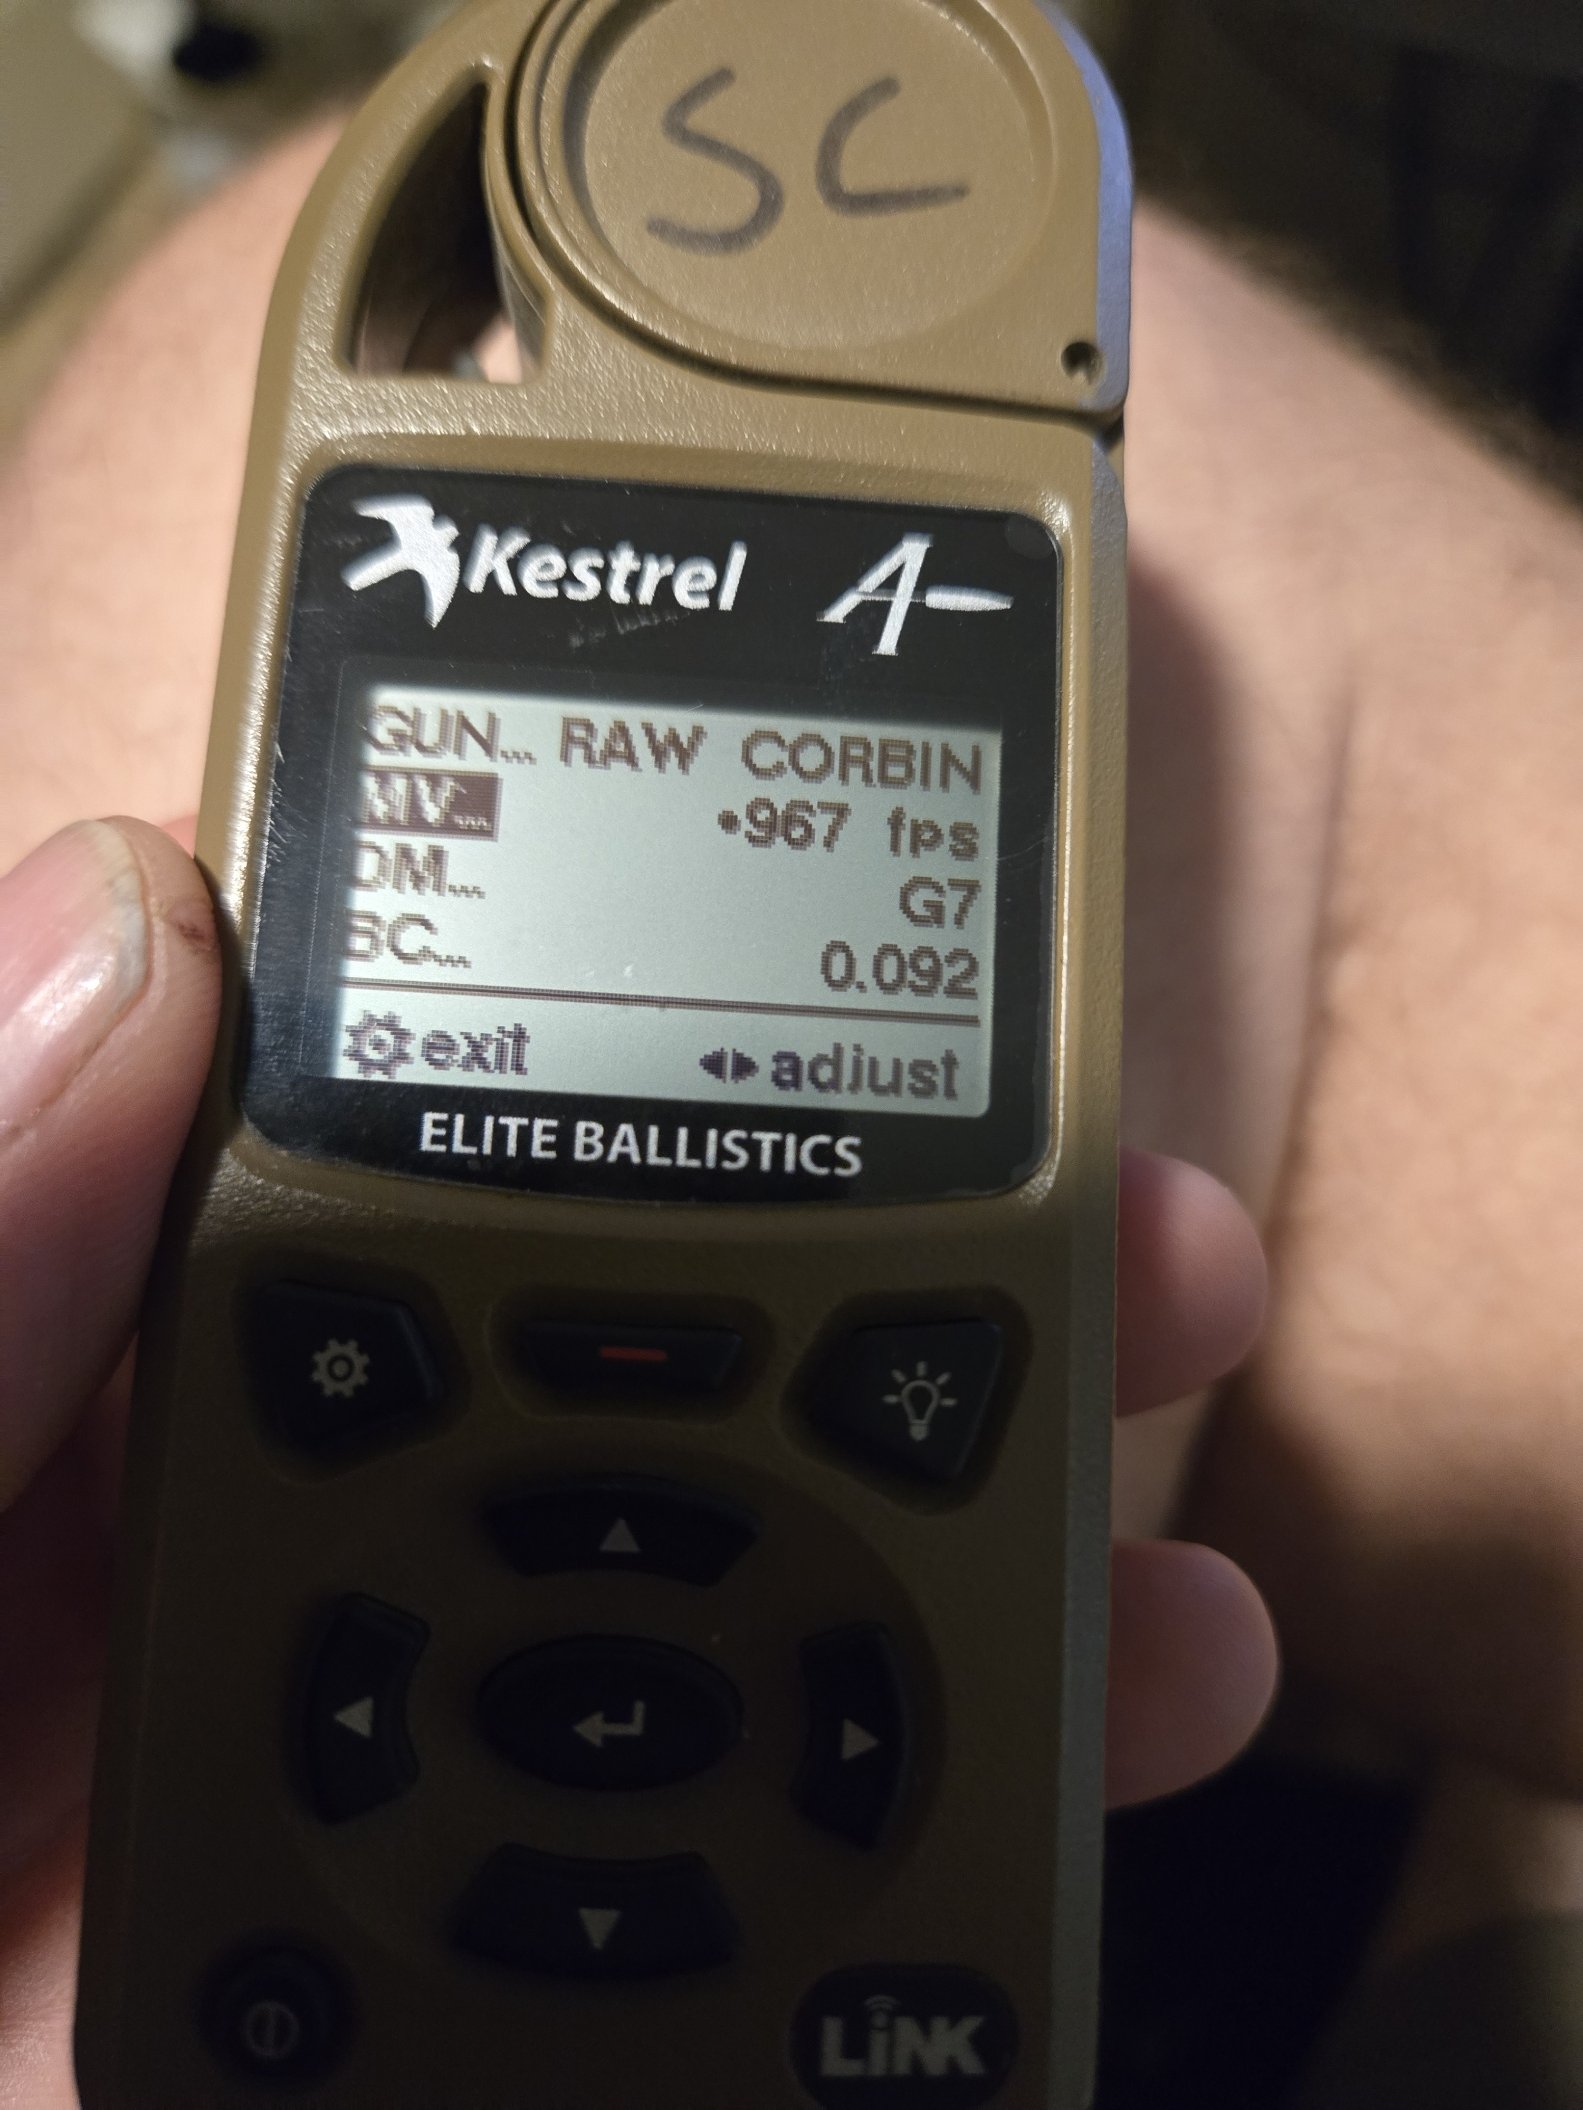 SC
Kestrel A
GUN... RAW CORBIN
MV... •967 fps
DM... G7
BC... 0.092
exit ◂▸adjust
ELITE BALLISTICS
LiNK